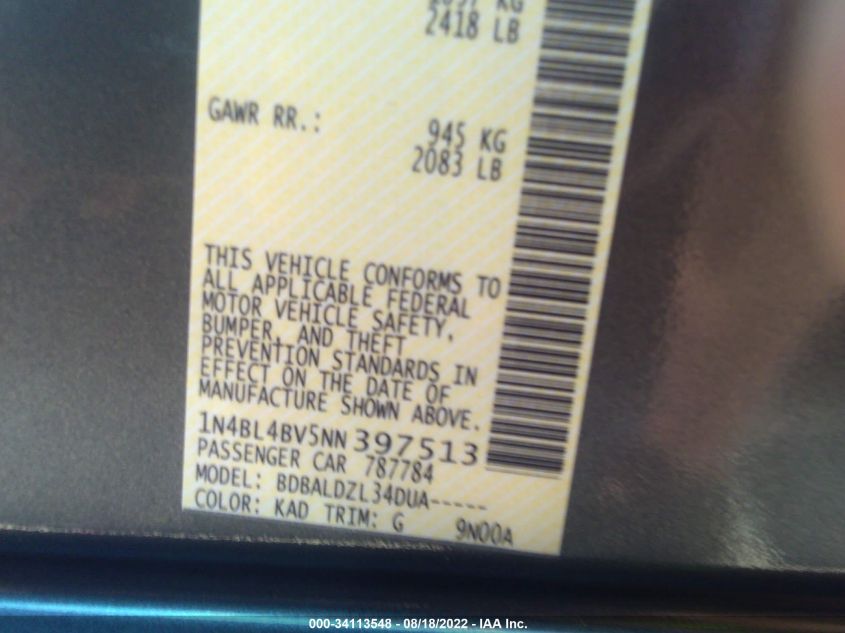 2418 LB
GAWR RR.:
945 KG
2083 LB
THIS VEHICLE CONFORMS TO
ALL APPLICABLE FEDERAL
MOTOR VEHICLE SAFETY,
BUMPER, AND THEFT
PREVENTION STANDARDS IN
EFFECT ON THE DATE OF
MANUFACTURE SHOWN ABOVE.
1N4BL4BV5NN397513
PASSENGER CAR 787784
MODEL: BDBALDZL34DUA-----
COLOR: KAD TRIM: G 9N00A
000-34113548 - 08/18/2022 - IAA Inc.